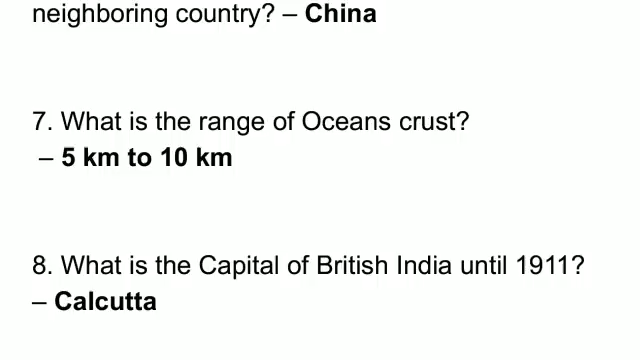 neighboring country? – China
7. What is the range of Oceans crust?
– 5 km to 10 km
8. What is the Capital of British India until 1911?
– Calcutta